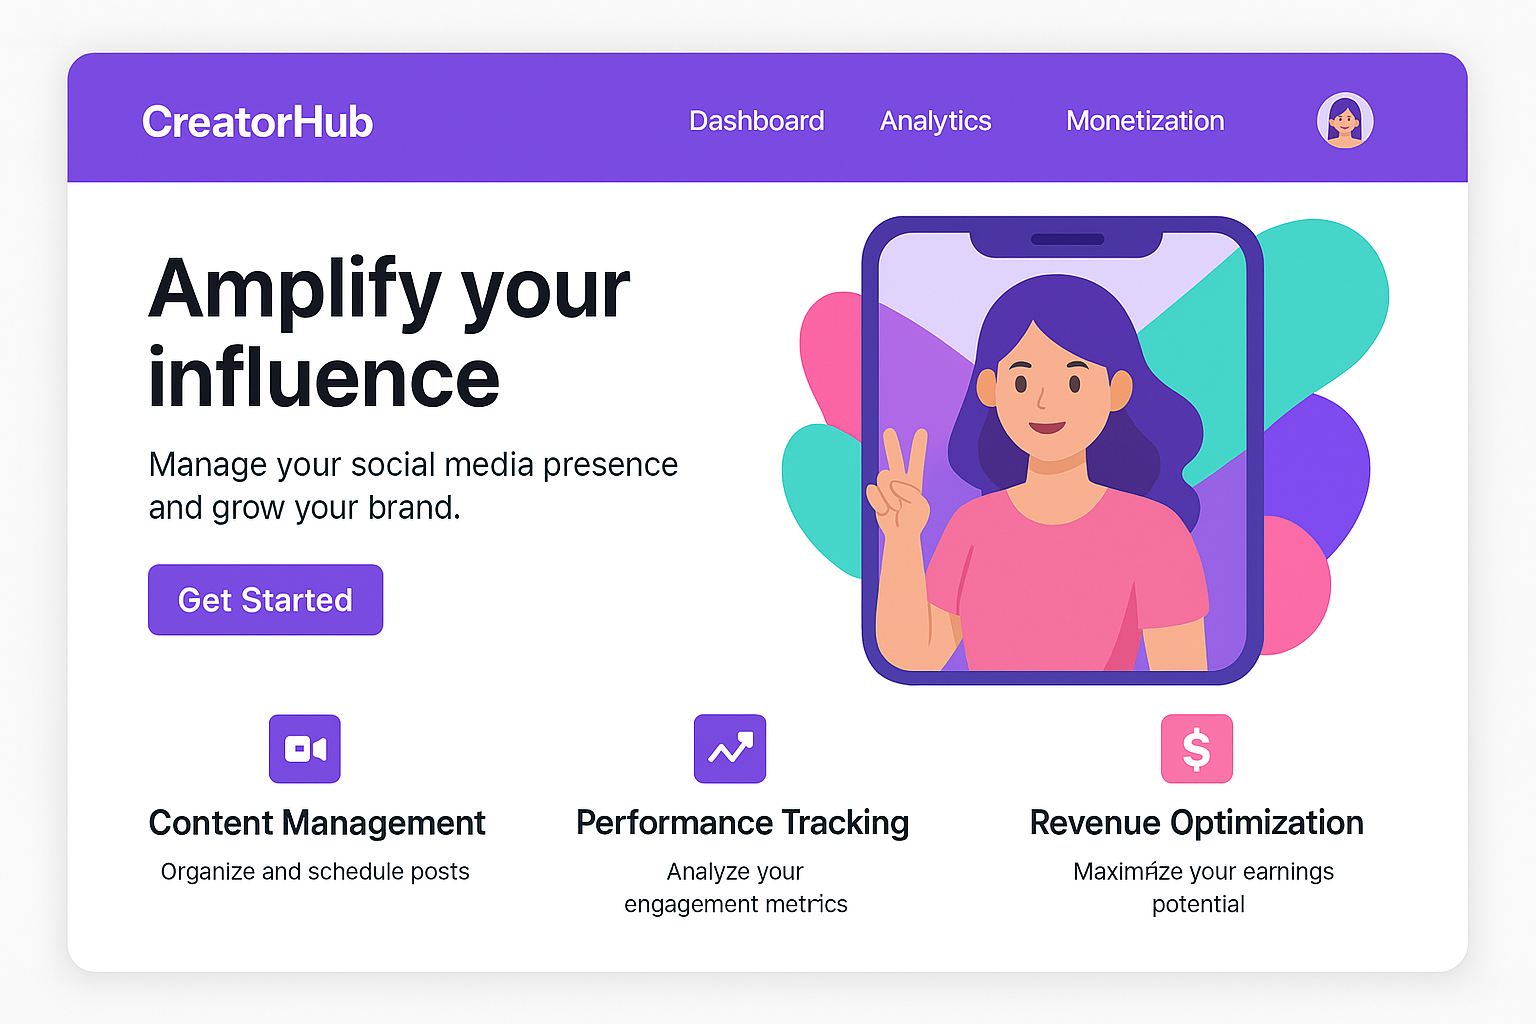 CreatorHub
Dashboard Analytics Monetization
Amplify your
influence
Manage your social media presence
and grow your brand.
Get Started
$
Content Management
Organize and schedule posts
Performance Tracking
Analyze your
engagement metrics
Revenue Optimization
your earnings
potential